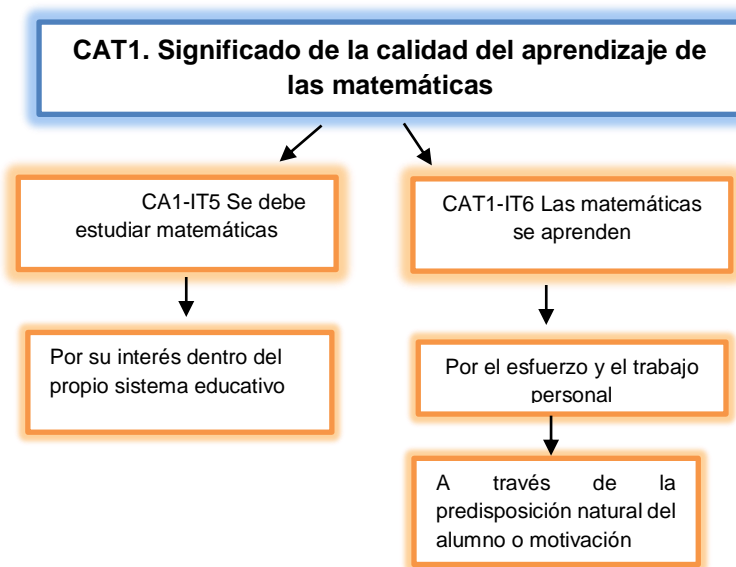 CAT1. Significado de la calidad del aprendizaje de
las matemáticas
CA1-IT5 Se debe
estudiar matemáticas
CAT1-IT6 Las matemáticas
se aprenden
Por su interés dentro del
propio sistema educativo
Por el esfuerzo y el trabajo
personal
A través de la
predisposición natural del
alumno o motivación